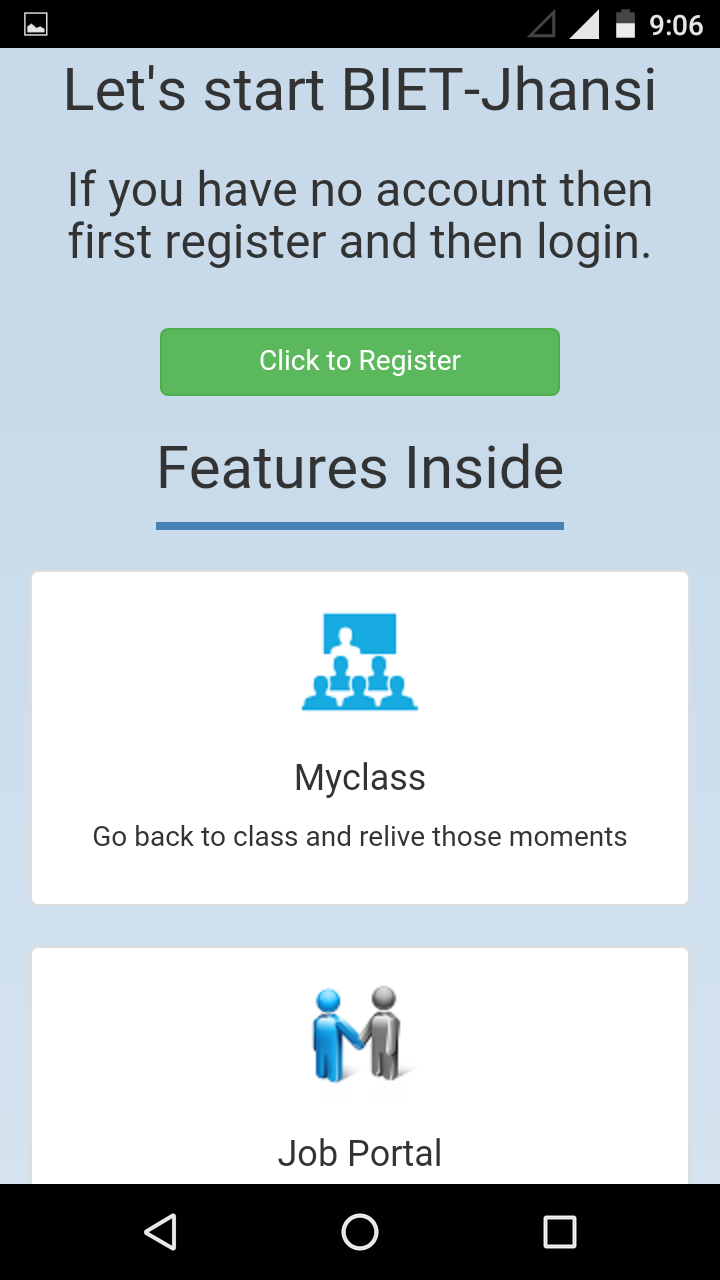 9:06
Let's start BIET-Jhansi
If you have no account then
first register and then login.
Click to Register
Features Inside
Myclass
Go back to class and relive those moments
Job Portal